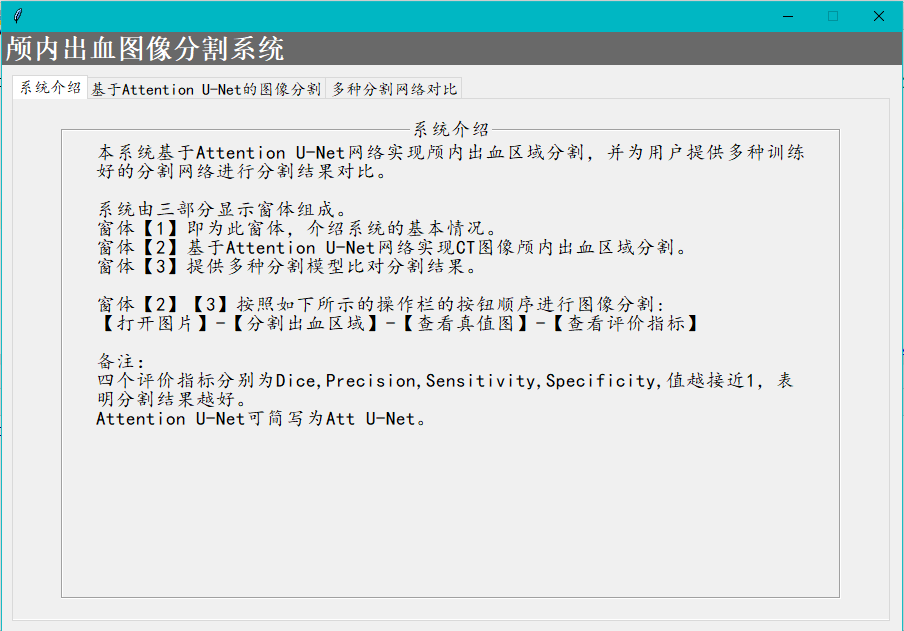 颅内出血图像分割系统
系统介绍 基于Attention U-Net的图像分割 多种分割网络对比
系统介绍
本系统基于Attention U-Net网络实现颅内出血区域分割，并为用户提供多种训练
好的分割网络进行分割结果对比。
系统由三部分显示窗体组成。
窗体【1】即为此窗体，介绍系统的基本情况。
窗体【2】基于Attention U-Net网络实现CT图像颅内出血区域分割。
窗体【3】提供多种分割模型比对分割结果。
窗体【2】【3】按照如下所示的操作栏的按钮顺序进行图像分割：
【打开图片】-【分割出血区域】-【查看真值图】-【查看评价指标】
备注：
四个评价指标分别为Dice,Precision,Sensitivity,Specificity,值越接近1，表
明分割结果越好。
Attention U-Net可简写为Att U-Net。